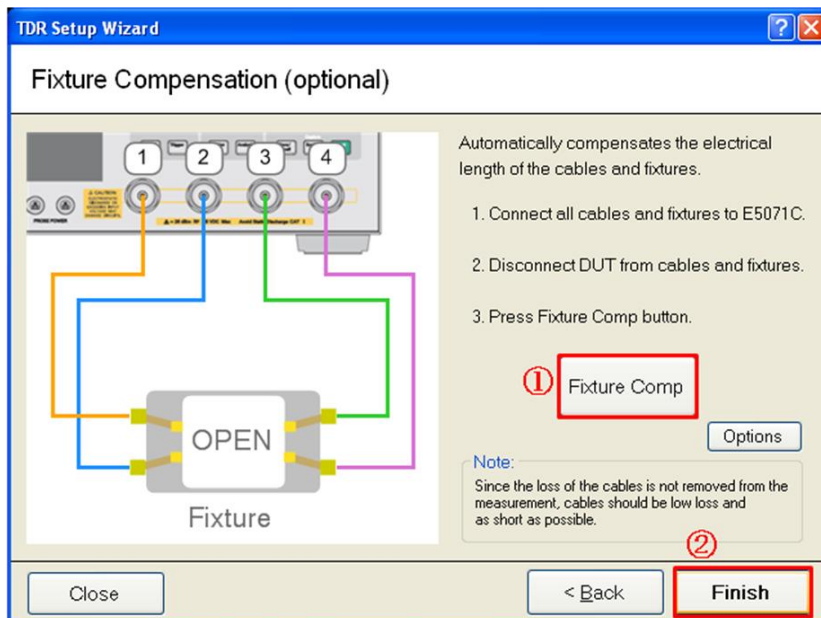 TDR Setup Wizard
Fixture Compensation (optional)
1 2 3 4
PROBE POWER
CAUTION
OPEN
Fixture
Automatically compensates the electrical
length of the cables and fixtures.
1. Connect all cables and fixtures to E5071C.
2. Disconnect DUT from cables and fixtures.
3. Press Fixture Comp button.
① Fixture Comp
Options
Note:
Since the loss of the cables is not removed from the
measurement, cables should be low loss and
as short as possible.
②
Close
< Back
Finish